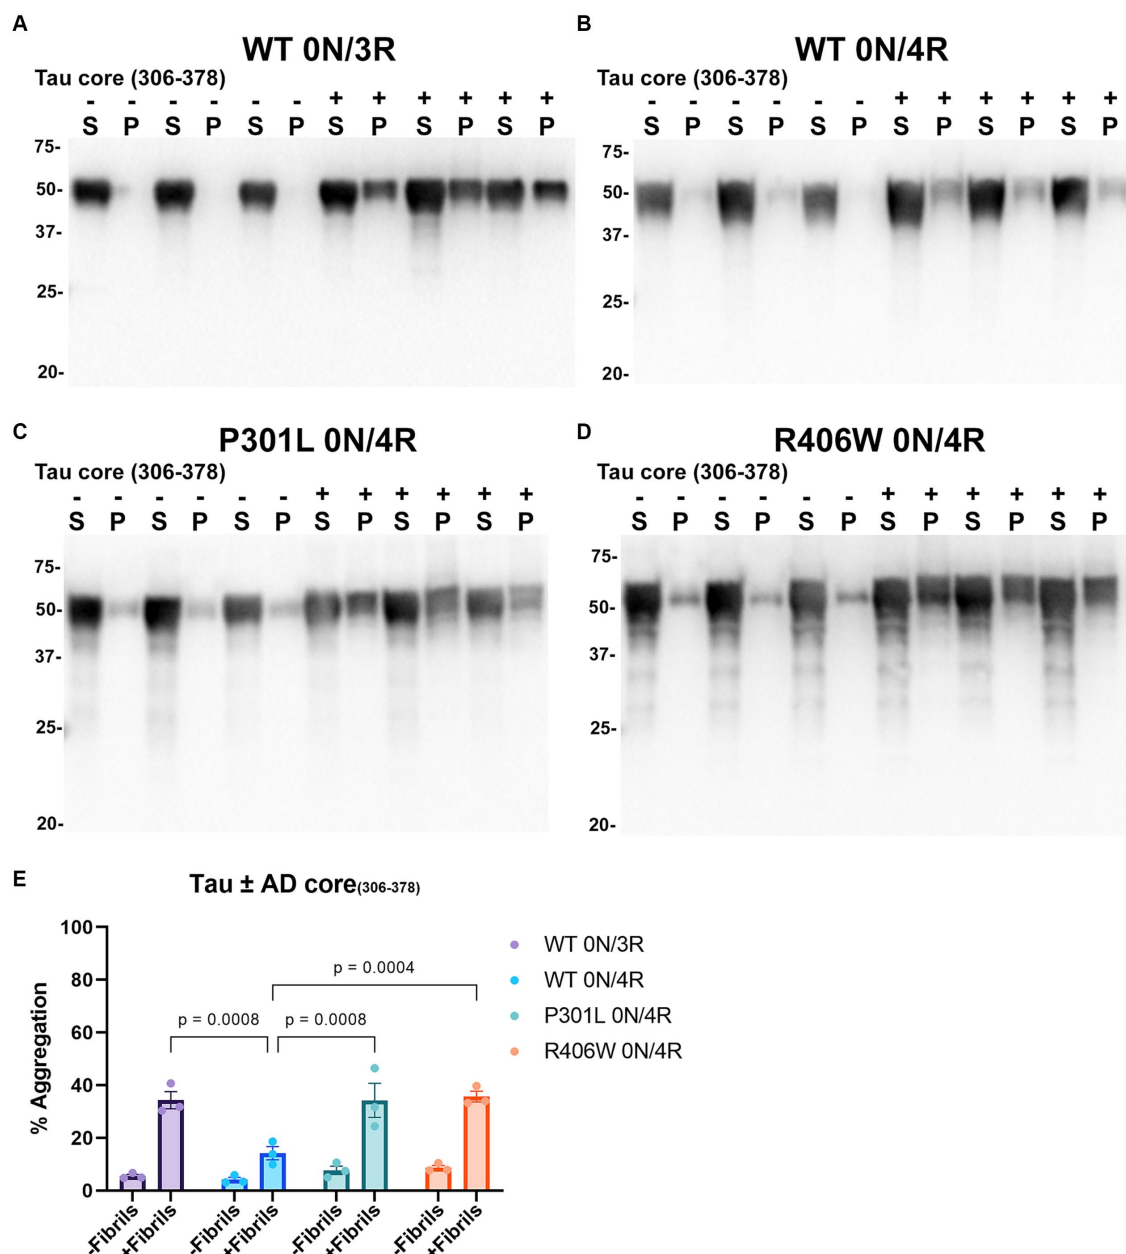 A
WT 0N/3R
Tau core (306-378)
- - - - - - + + + + + +
S P S P S P S P S P S P
75-
50-
37-
25-
20-
B
WT 0N/4R
Tau core (306-378)
- - - - - - + + + + + +
S P S P S P S P S P S P
75-
50-
37-
25-
20-
C
P301L 0N/4R
Tau core (306-378)
- - - - - - + + + + + +
S P S P S P S P S P S P
75-
50-
37-
25-
20-
D
R406W 0N/4R
Tau core (306-378)
- - - - - - + + + + + +
S P S P S P S P S P S P
75-
50-
37-
25-
20-
E
Tau ± AD core(306-378)
% Aggregation
100
80
60
40
20
0
p = 0.0004
p = 0.0008
p = 0.0008
-Fibrils
+Fibrils
-Fibrils
+Fibrils
-Fibrils
+Fibrils
-Fibrils
+Fibrils
WT 0N/3R
WT 0N/4R
P301L 0N/4R
R406W 0N/4R